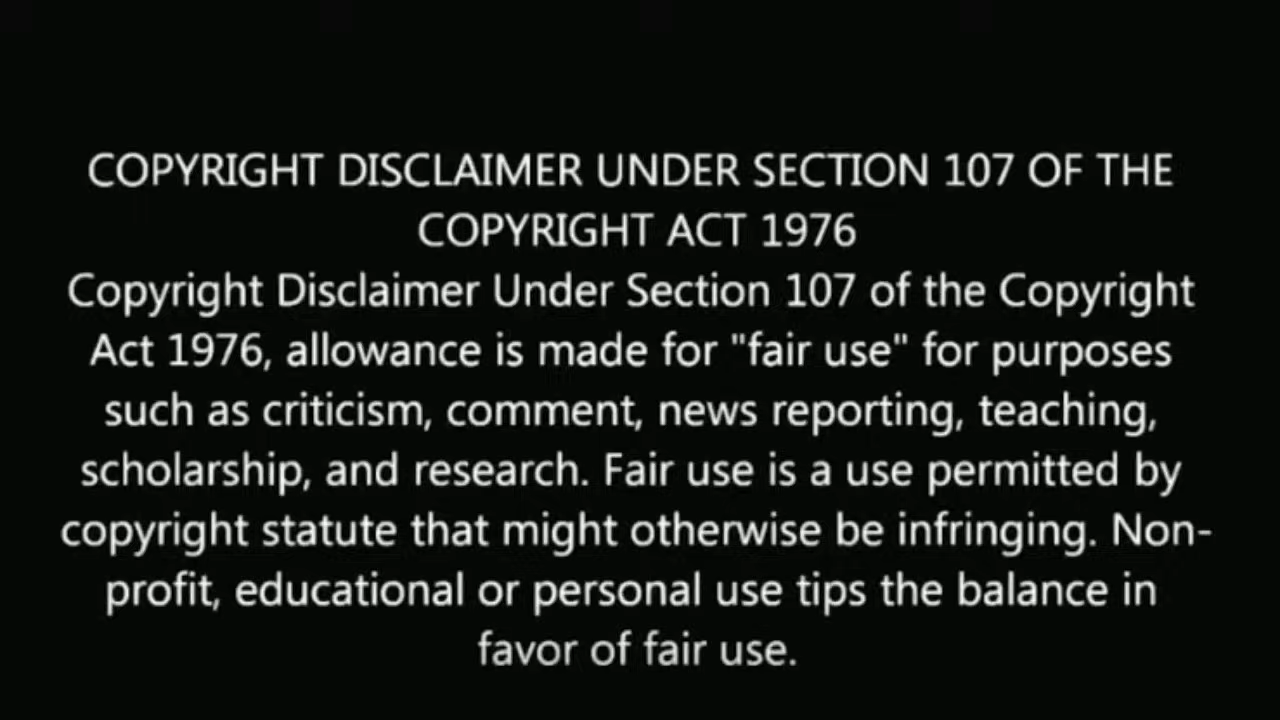 COPYRIGHT DISCLAIMER UNDER SECTION 107 OF THE
COPYRIGHT ACT 1976
Copyright Disclaimer Under Section 107 of the Copyright
Act 1976, allowance is made for "fair use" for purposes
such as criticism, comment, news reporting, teaching,
scholarship, and research. Fair use is a use permitted by
copyright statute that might otherwise be infringing. Non-
profit, educational or personal use tips the balance in
favor of fair use.